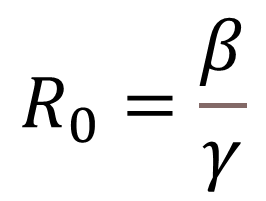 R₀ = β/γ